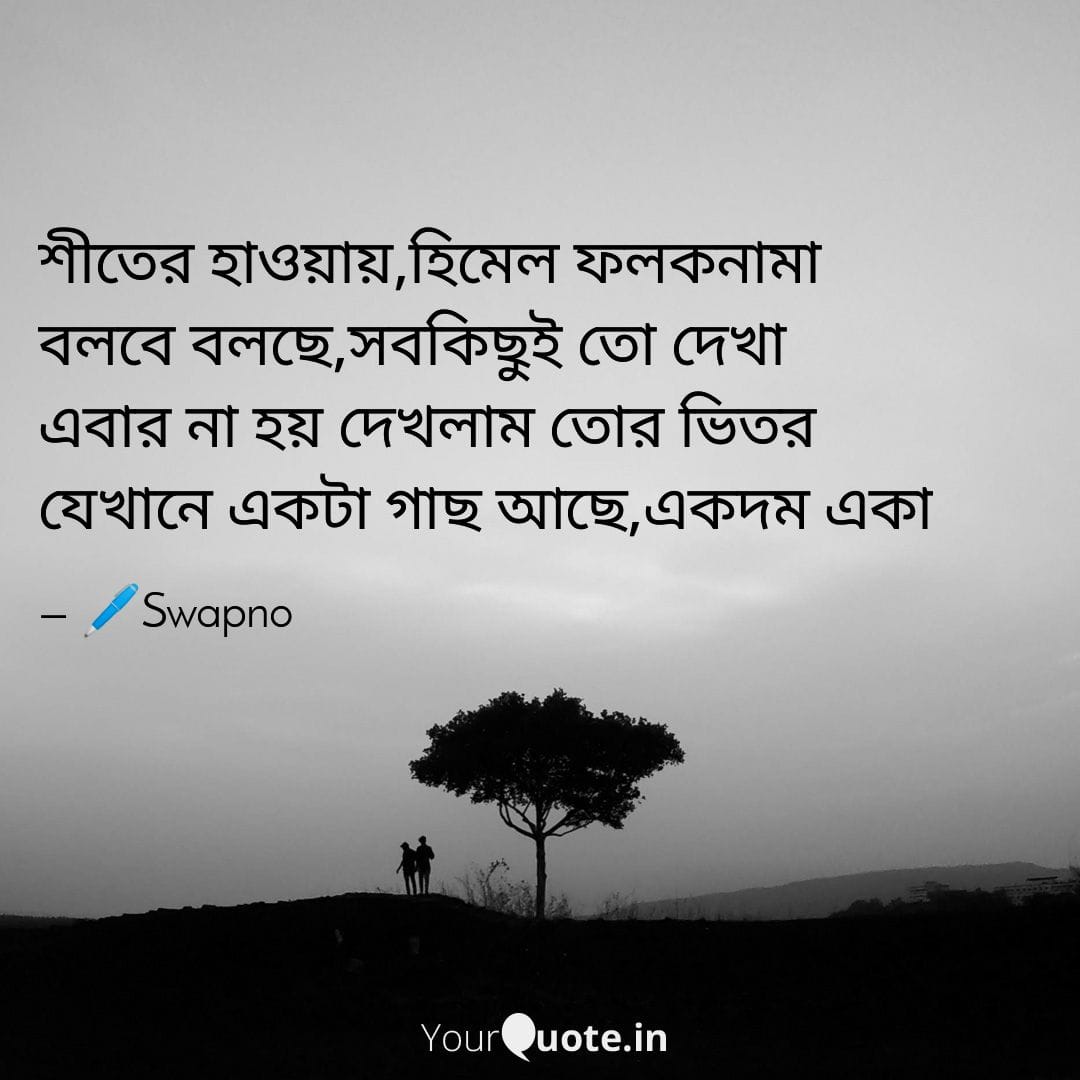 শীতের হাওয়ায়,হিমেল ফলকনামা
বলবে বলছে,সবকিছুই তো দেখা
এবার না হয় দেখলাম তোর ভিতর
যেখানে একটা গাছ আছে,একদম একা
– 🖊️Swapno
YourQuote.in